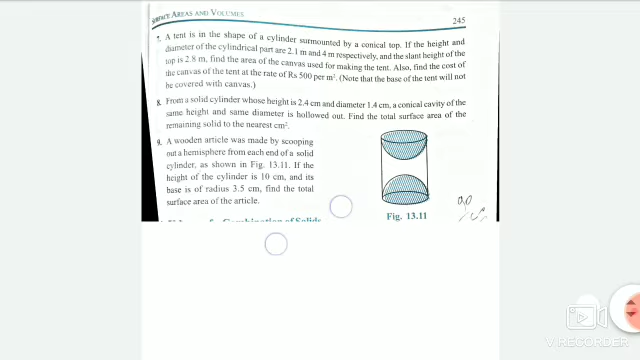 SURFACE AREAS AND VOLUMES
245
7. A tent is in the shape of a cylinder surmounted by a conical top. If the height and
diameter of the cylindrical part are 2.1 m and 4 m respectively, and the slant height of the
top is 2.8 m, find the area of the canvas used for making the tent. Also, find the cost of
the canvas of the tent at the rate of Rs 500 per m². (Note that the base of the tent will not
be covered with canvas.)
8. From a solid cylinder whose height is 2.4 cm and diameter 1.4 cm, a conical cavity of the
same height and same diameter is hollowed out. Find the total surface area of the
remaining solid to the nearest cm².
9. A wooden article was made by scooping
out a hemisphere from each end of a solid
cylinder, as shown in Fig. 13.11. If the
height of the cylinder is 10 cm, and its
base is of radius 3.5 cm, find the total
surface area of the article.
Fig. 13.11
Combination of Solids
V RECORDER